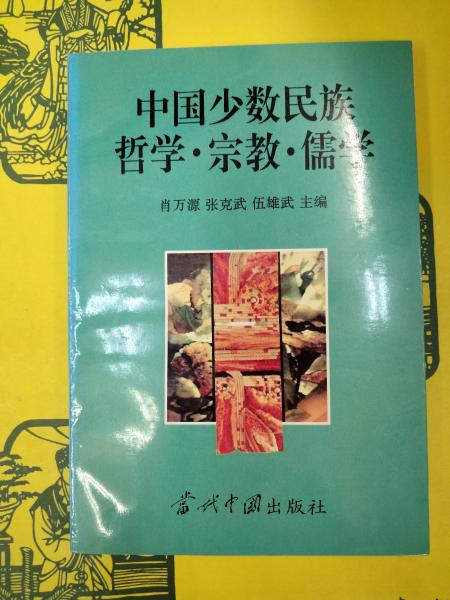 中国少数民族
哲学·宗教·儒学
肖万源 张克武 伍雄武 主编
当代中国出版社